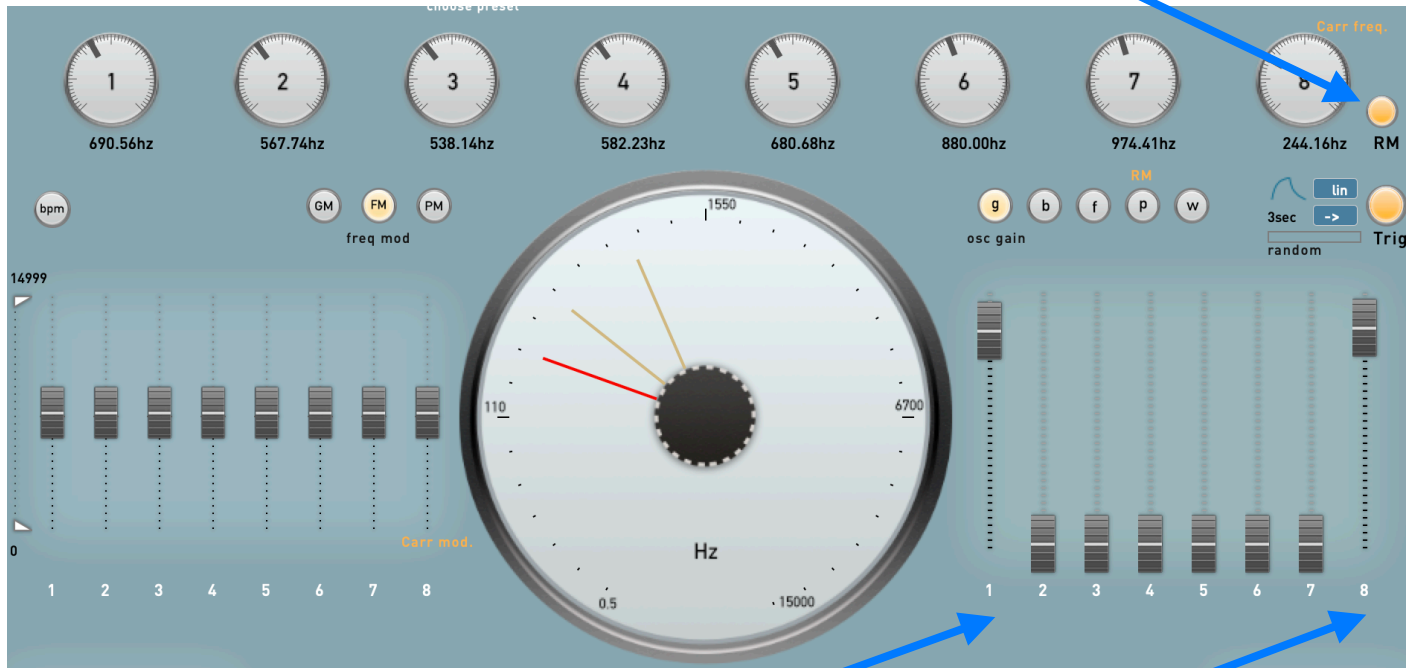 choose preset
Carr freq.
1 2 3 4 5 6 7 8
690.56hz 567.74hz 538.14hz 582.23hz 680.68hz 880.00hz 974.41hz 244.16hz RM
RM
bpm GM FM PM g b f p w lin
freq mod osc gain 3sec -> Trig
random
1550
14999
110 6700
Carr mod.
0
Hz
1 2 3 4 5 6 7 8 1 2 3 4 5 6 7 8
0.5 15000